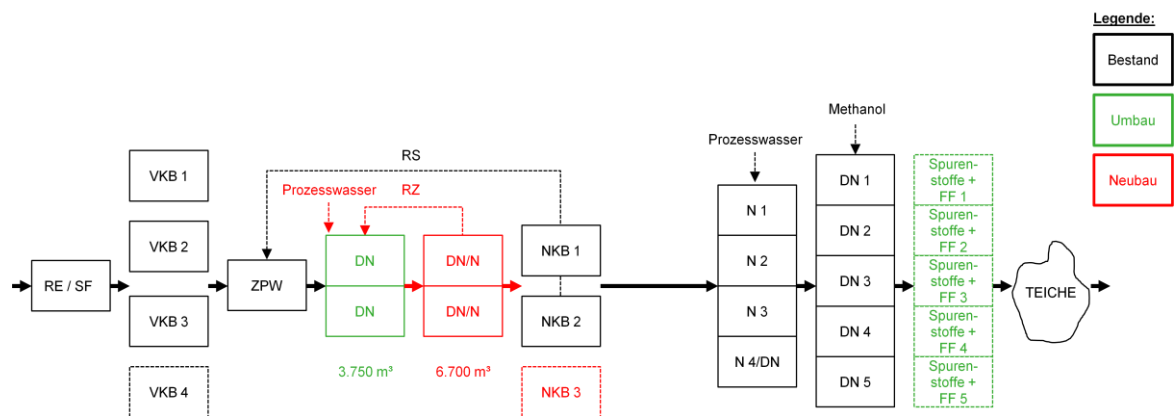 Legende:
Bestand
Umbau
Neubau
VKB 1
VKB 2
VKB 3
VKB 4
RE / SF
ZPW
RS
Prozesswasser
RZ
DN
DN
3.750 m³
DN/N
DN/N
6.700 m³
NKB 1
NKB 2
NKB 3
Prozesswasser
N 1
N 2
N 3
N 4/DN
Methanol
DN 1
DN 2
DN 3
DN 4
DN 5
Spuren-
stoffe +
FF 1
Spuren-
stoffe +
FF 2
Spuren-
stoffe +
FF 3
Spuren-
stoffe +
FF 4
Spuren-
stoffe +
FF 5
TEICHE